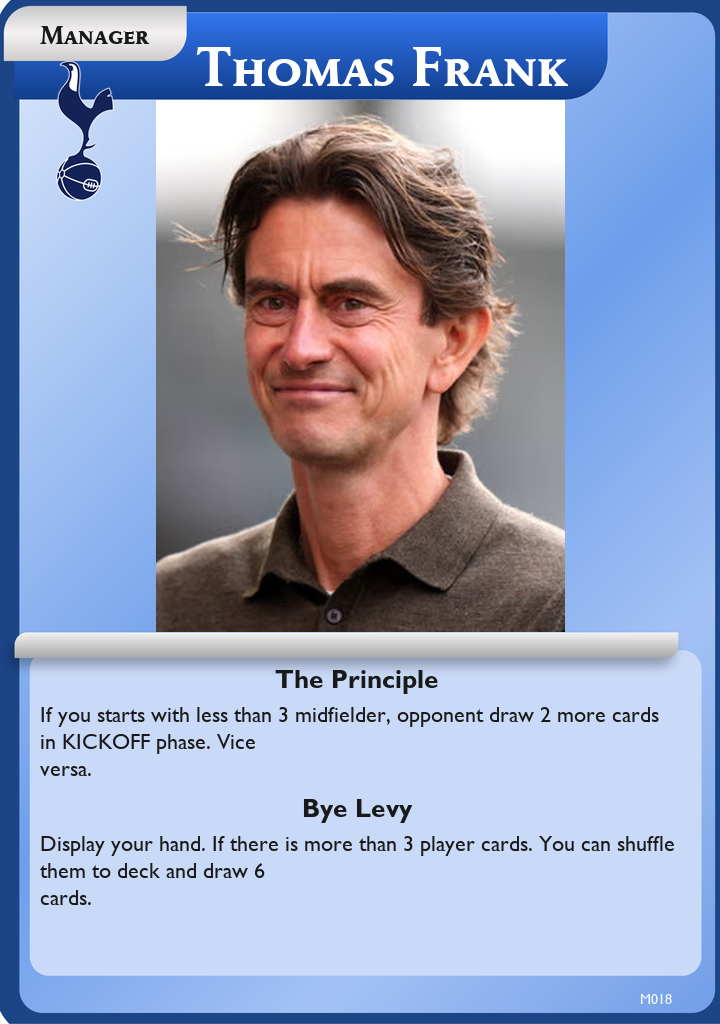 Manager
Thomas Frank
The Principle
If you starts with less than 3 midfielder, opponent draw 2 more cards
in KICKOFF phase. Vice
versa.
Bye Levy
Display your hand. If there is more than 3 player cards. You can shuffle
them to deck and draw 6
cards.
M018